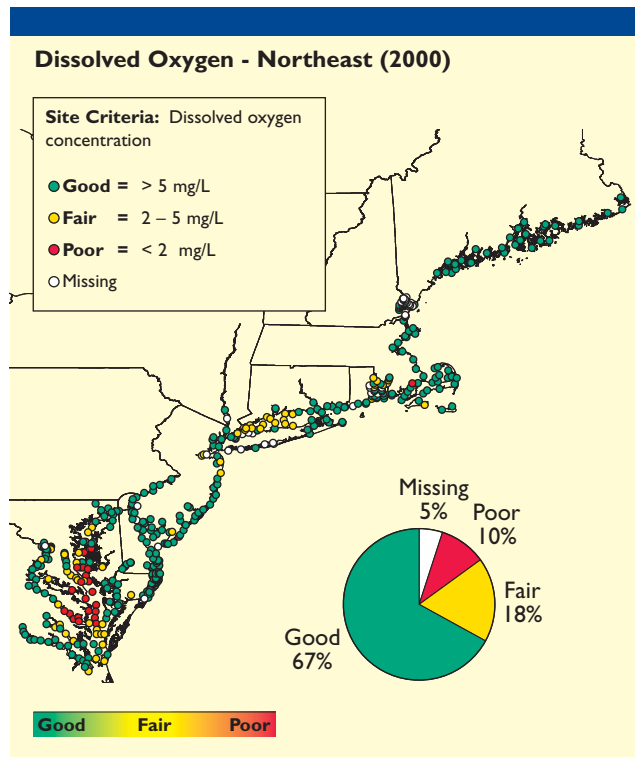 Dissolved Oxygen - Northeast (2000)
Site Criteria: Dissolved oxygen
concentration
Good = > 5 mg/L
Fair = 2 – 5 mg/L
Poor = < 2 mg/L
Missing
Missing
5%
Poor
10%
Fair
18%
Good
67%
Good Fair Poor